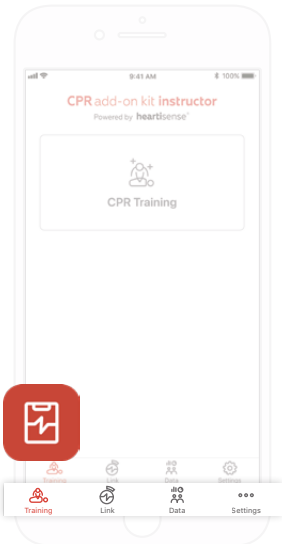 9:41 AM
100%
CPR add-on kit instructor
Powered by heartisense
CPR Training
Training Link Data Settings
Training Link Data Settings